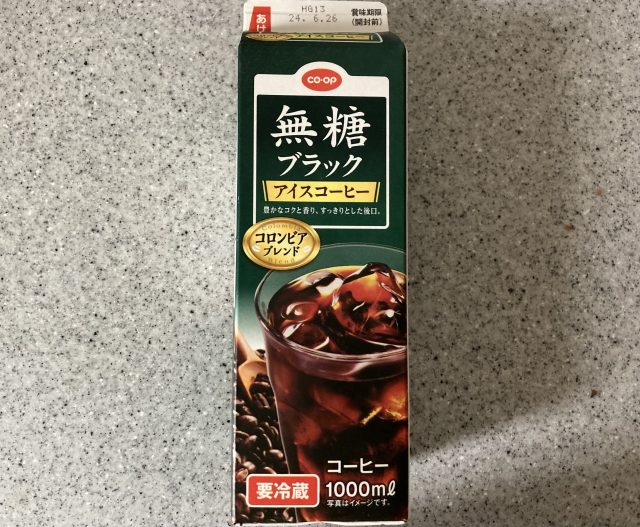 HG13
24. 6.26
賞味期限
(開封前)
あけ
CO·OP
無糖
ブラック
アイスコーヒー
豊かなコクと香り、すっきりとした後口。
Colombia
コロンビア
ブレンド
Blend
コーヒー
要冷蔵
1000ml
写真はイメージです。